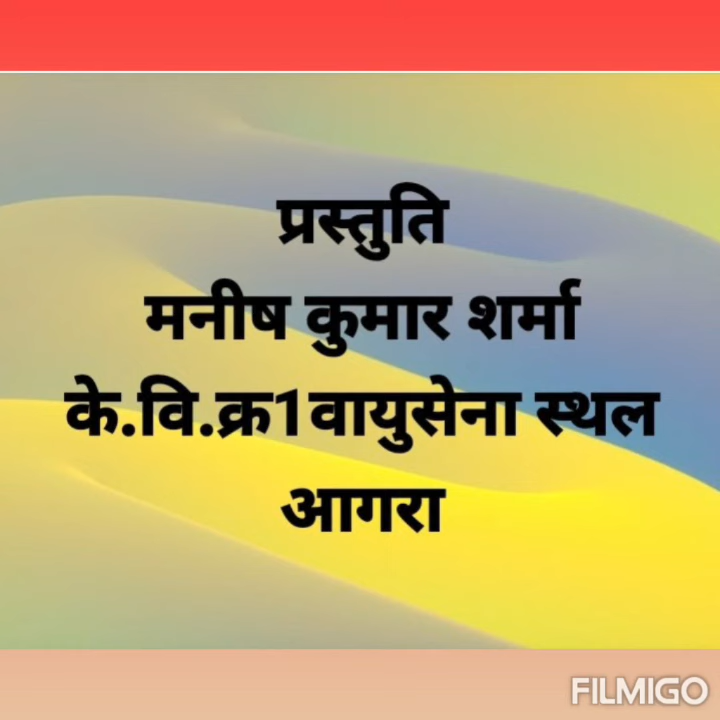 प्रस्तुति
मनीष कुमार शर्मा
के.वि.क्र1वायुसेना स्थल
आगरा
FILMIGO